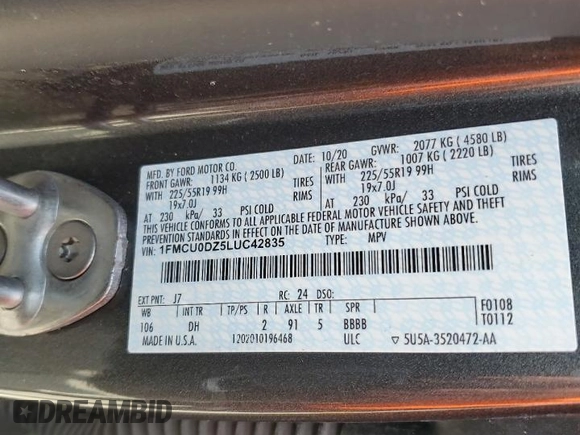 MFD. BY FORD MOTOR CO.
DATE: 10/20 GVWR: 2077 KG ( 4580 LB)
FRONT GAWR: 1134 KG ( 2500 LB) REAR GAWR: 1007 KG ( 2220 LB)
WITH 225/55R19 99H TIRES WITH 225/55R19 99H TIRES
19x7.0J RIMS 19x7.0J RIMS
AT 230 kPa/ 33 PSI COLD AT 230 kPa/ 33 PSI COLD
THIS VEHICLE CONFORMS TO ALL APPLICABLE FEDERAL MOTOR VEHICLE SAFETY AND THEFT
PREVENTION STANDARDS IN EFFECT ON THE DATE OF MANUFACTURE SHOWN ABOVE.
VIN: 1FMCU0DZ5LUC42835 TYPE: MPV
EXT PNT: J7 RC: 24 DSO:
WB INT TR TP/PS R AXLE TR SPR F0108
106 DH 2 91 5 BBBB T0112
MADE IN U.S.A. 1202010196468 ULC 5U5A-3520472-AA
DREAMBID